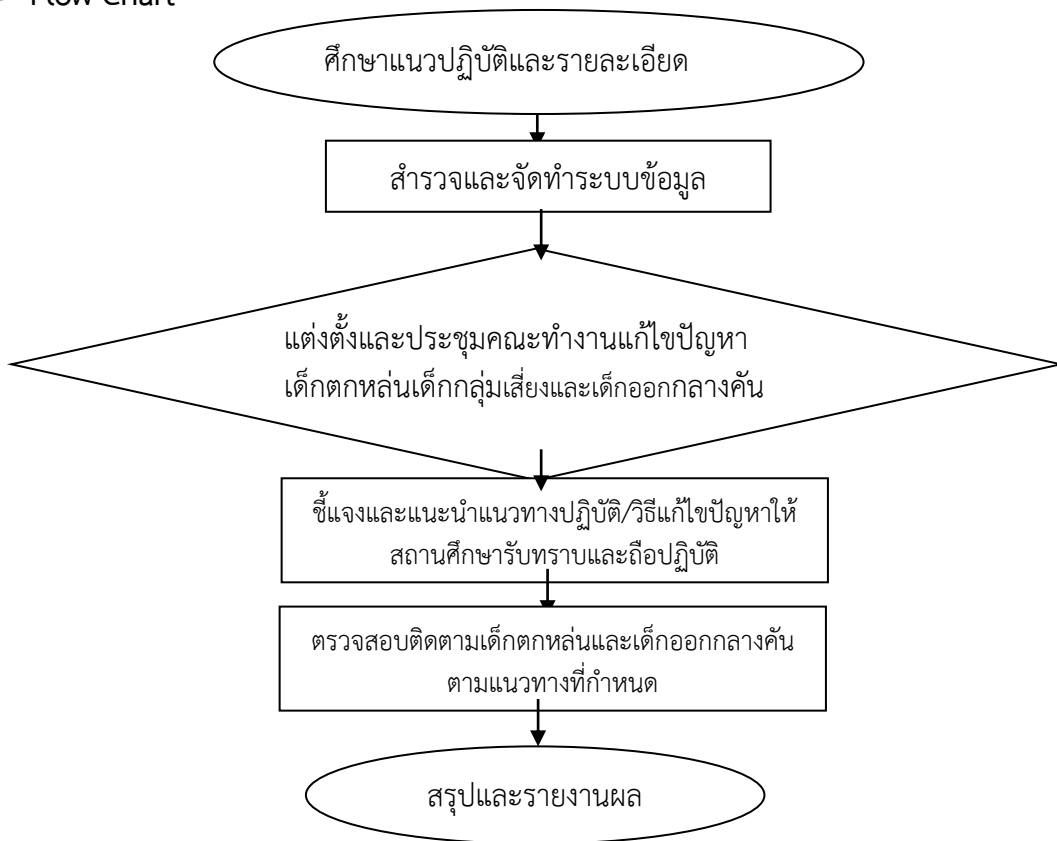 Flow Chart
ศึกษาแนวปฏิบัติและรายละเอียด
สำรวจและจัดทำระบบข้อมูล
แต่งตั้งและประชุมคณะทำงานแก้ไขปัญหา
เด็กตกหล่นเด็กกลุ่มเสี่ยงและเด็กออกกลางคัน
ชี้แจงและแนะนำแนวทางปฏิบัติ/วิธีแก้ไขปัญหาให้
สถานศึกษารับทราบและถือปฏิบัติ
ตรวจสอบติดตามเด็กตกหล่นและเด็กออกกลางคัน
ตามแนวทางที่กำหนด
สรุปและรายงานผล